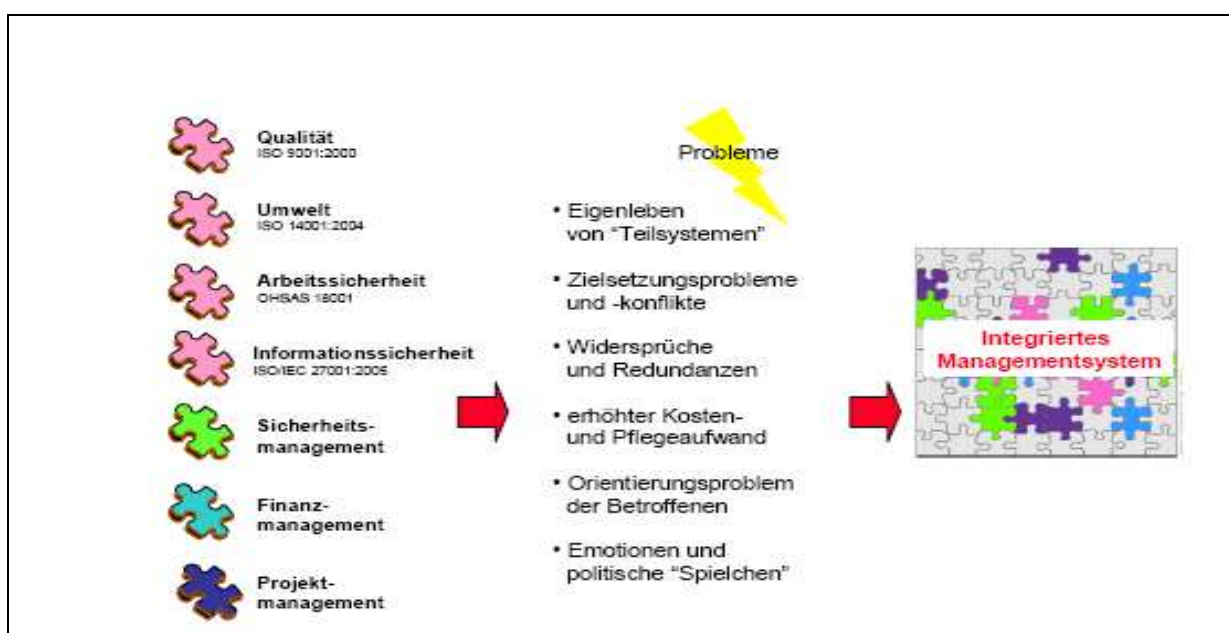 Qualität
ISO 9001:2000
Umwelt
ISO 14001:2004
Arbeitssicherheit
OHSAS 18001
Informationssicherheit
ISO/IEC 27001:2005
Sicherheits-
management
Finanz-
management
Projekt-
management
Probleme
• Eigenleben
von “Teilsystemen”
• Zielsetzungsprobleme
und -konflikte
• Widersprüche
und Redundanzen
• erhöhter Kosten-
und Pflegeaufwand
• Orientierungsproblem
der Betroffenen
• Emotionen und
politische “Spielchen”
Integriertes
Managementsystem